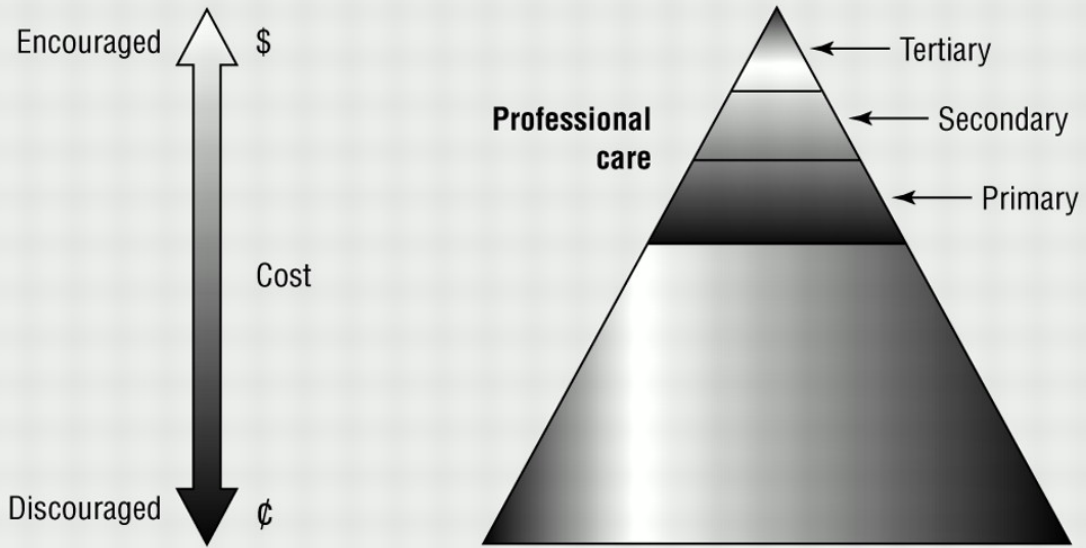 Encouraged
$
Tertiary
Professional
care
Secondary
Primary
Cost
Discouraged
¢